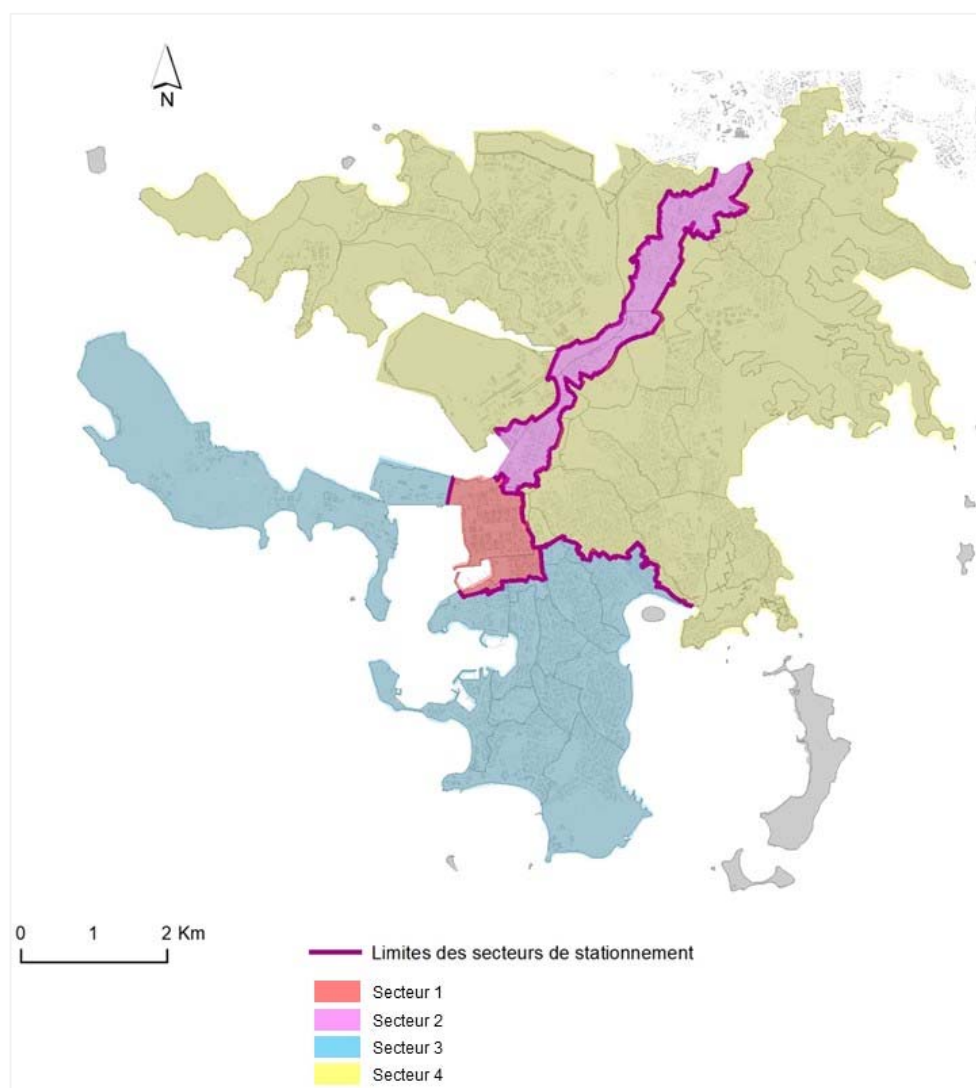 N
0 1 2 Km
Limites des secteurs de stationnement
Secteur 1
Secteur 2
Secteur 3
Secteur 4